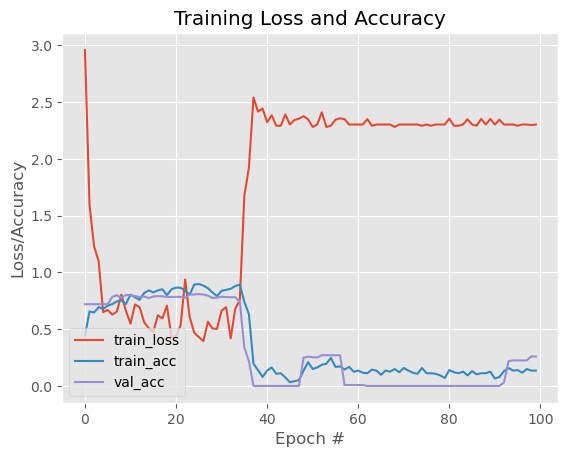 Training Loss and Accuracy
Loss/Accuracy
3.0
2.5
2.0
1.5
1.0
0.5
0.0
train_loss
train_acc
val_acc
0 20 40 60 80 100
Epoch #